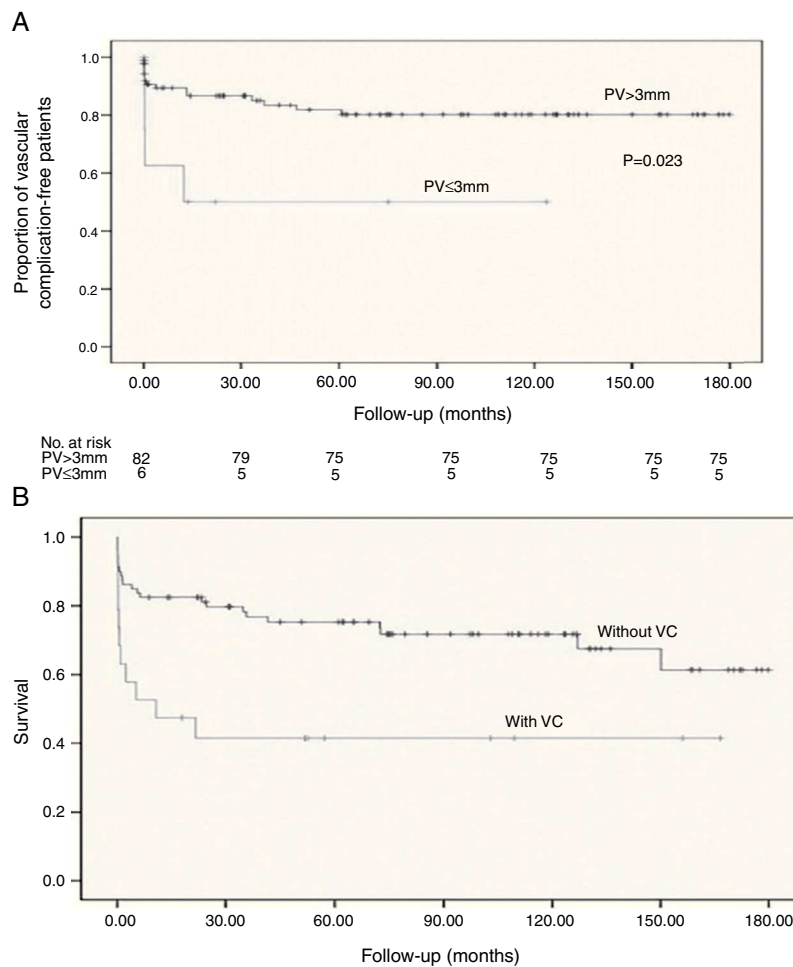 A
Proportion of vascular
complication-free patients
1.0
0.8
0.6
0.4
0.2
0.0
PV>3mm
P=0.023
PV≤3mm
0.00 30.00 60.00 90.00 120.00 150.00 180.00
Follow-up (months)
No. at risk
PV>3mm 82 79 75 75 75 75 75
PV≤3mm 6 5 5 5 5 5 5
B
Survival
1.0
0.8
0.6
0.4
0.2
0.0
Without VC
With VC
0.00 30.00 60.00 90.00 120.00 150.00 180.00
Follow-up (months)